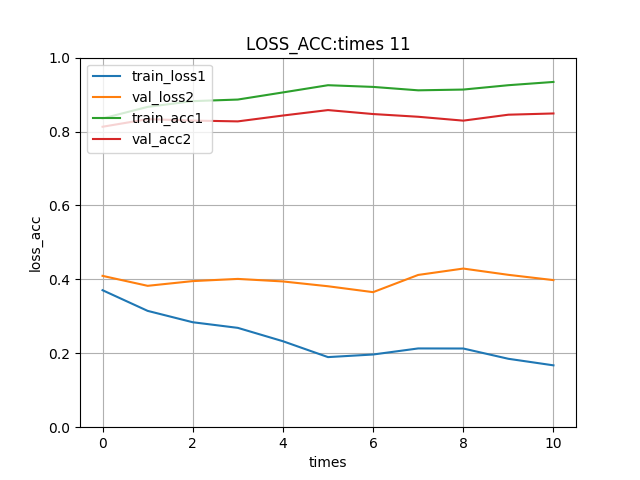 LOSS_ACC:times 11
train_loss1
val_loss2
train_acc1
val_acc2
1.0
0.8
0.6
0.4
0.2
0.0
loss_acc
0 2 4 6 8 10
times